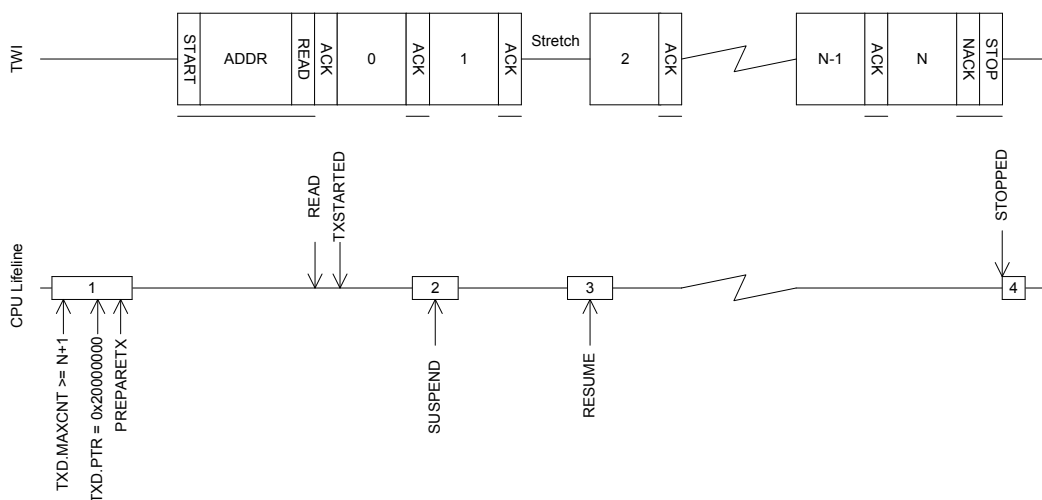 TWI
START
ADDR
READ
ACK
0
ACK
1
ACK
Stretch
2
ACK
N-1
ACK
N
NACK
STOP
CPU Lifeline
READ
TXSTARTED
STOPPED
1
2
3
4
TXD.MAXCNT >= N+1
TXD.PTR = 0x20000000
PREPARETX
SUSPEND
RESUME